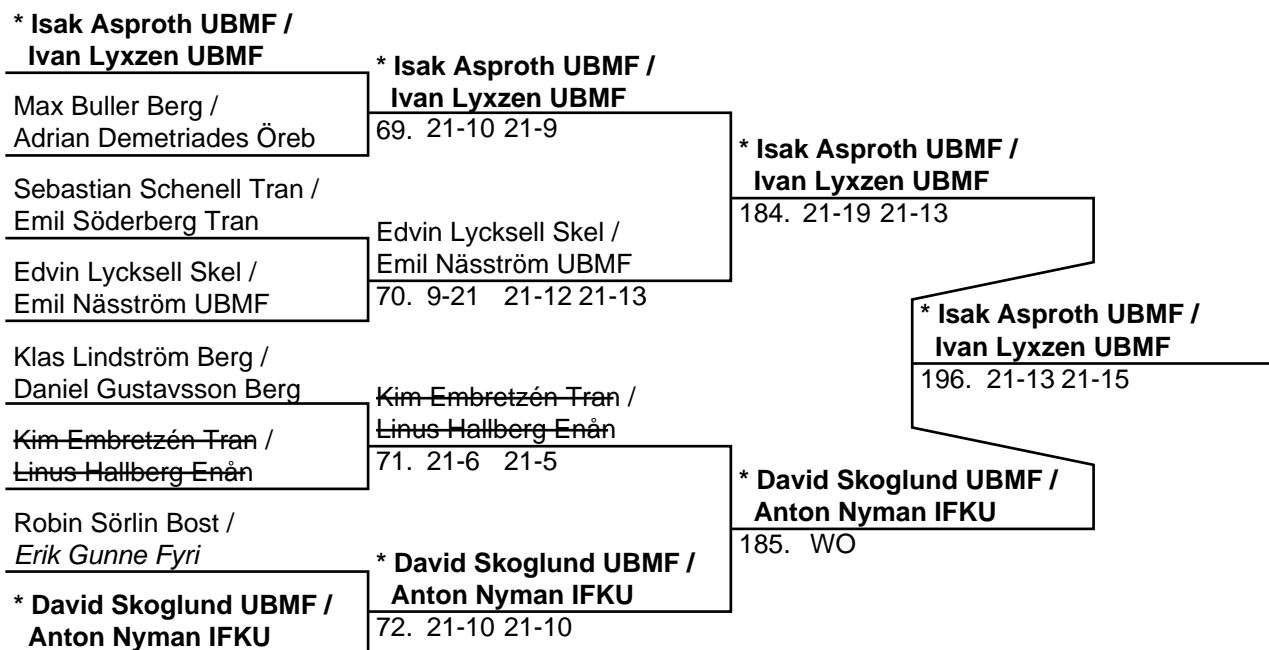 * Isak Asproth UBMF /
Ivan Lyxzen UBMF
Max Buller Berg /
Adrian Demetriades Öreb
Sebastian Schenell Tran /
Emil Söderberg Tran
Edvin Lycksell Skel /
Emil Näsström UBMF
Klas Lindström Berg /
Daniel Gustavsson Berg
Kim Embretzén Tran /
Linus Hallberg Enån
Robin Sörlin Bost /
Erik Gunne Fyri
* David Skoglund UBMF /
Anton Nyman IFKU
* Isak Asproth UBMF /
Ivan Lyxzen UBMF
69. 21-10 21-9
Edvin Lycksell Skel /
Emil Näsström UBMF
70. 9-21 21-12 21-13
Kim Embretzén Tran /
Linus Hallberg Enån
71. 21-6 21-5
* David Skoglund UBMF /
Anton Nyman IFKU
72. 21-10 21-10
* Isak Asproth UBMF /
Ivan Lyxzen UBMF
184. 21-19 21-13
* David Skoglund UBMF /
Anton Nyman IFKU
185. WO
* Isak Asproth UBMF /
Ivan Lyxzen UBMF
196. 21-13 21-15